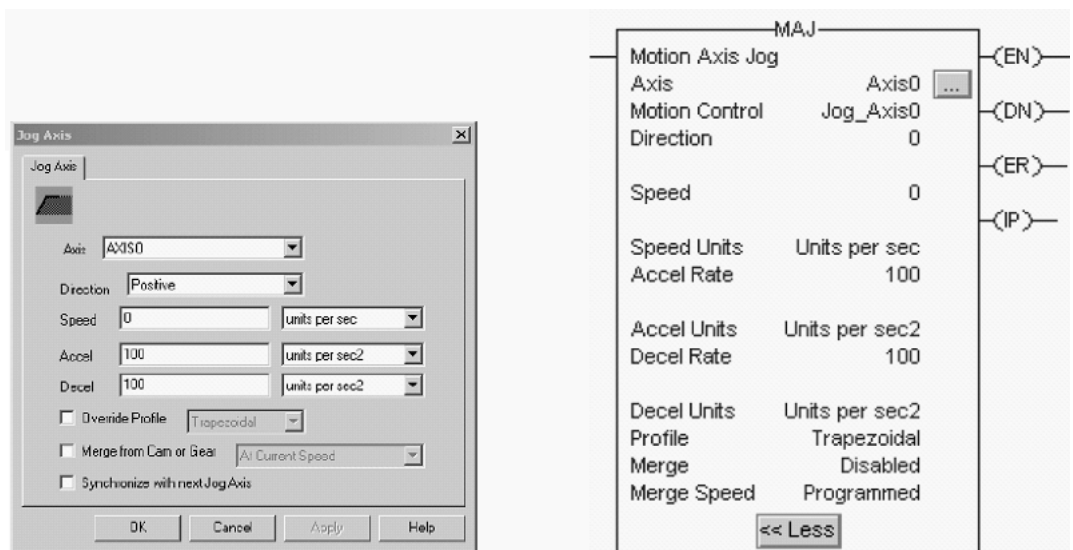 Jog Axis
Jog Axis
Axis AXIS0
Direction Positive
Speed 0 units per sec
Accel 100 units per sec2
Decel 100 units per sec2
Override Profile Trapezoidal
Merge from Cam or Gear At Current Speed
Synchronize with next Jog Axis
OK Cancel Apply Help
MAJ
Motion Axis Jog
Axis Axis0 ...
Motion Control Jog_Axis0
Direction 0
Speed 0
Speed Units Units per sec
Accel Rate 100
Accel Units Units per sec2
Decel Rate 100
Decel Units Units per sec2
Profile Trapezoidal
Merge Disabled
Merge Speed Programmed
<< Less
(EN)
(DN)
(ER)
(IP)